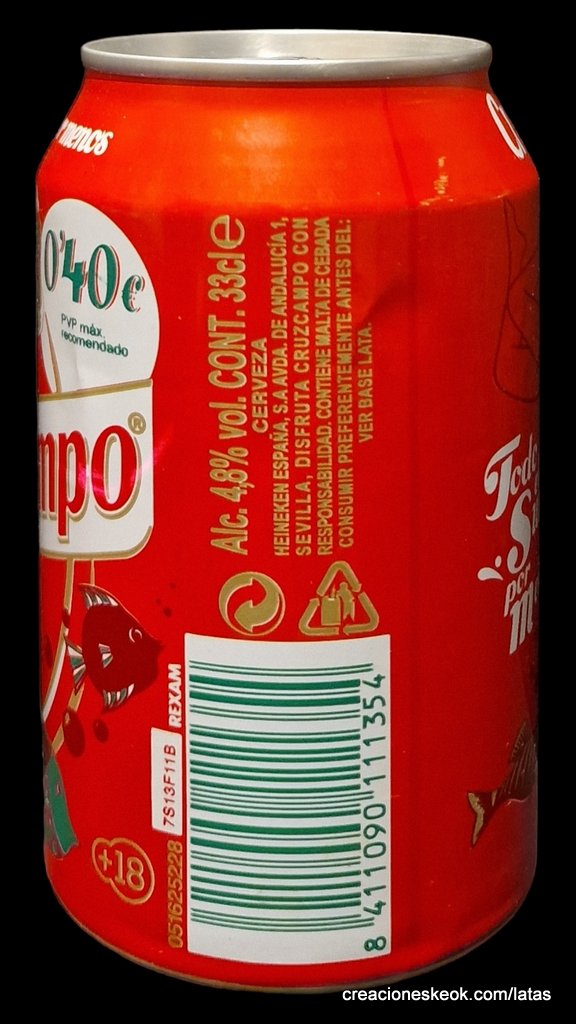 menos
0'40€
PVP máx.
recomendado
mpo®
Alc. 4,8% vol. CONT. 33cl e
CERVEZA
HEINEKEN ESPAÑA, S.A AVDA. DE ANDALUCÍA 1,
SEVILLA, DISFRUTA CRUZCAMPO CON
RESPONSABILIDAD. CONTIENE MALTA DE CEBADA
CONSUMIR PREFERENTEMENTE ANTES DEL:
VER BASE LATA.
Todo
por
REXAM
7S13F11B
051625228
+18
8 411090 111354
creacioneskeok.com/latas